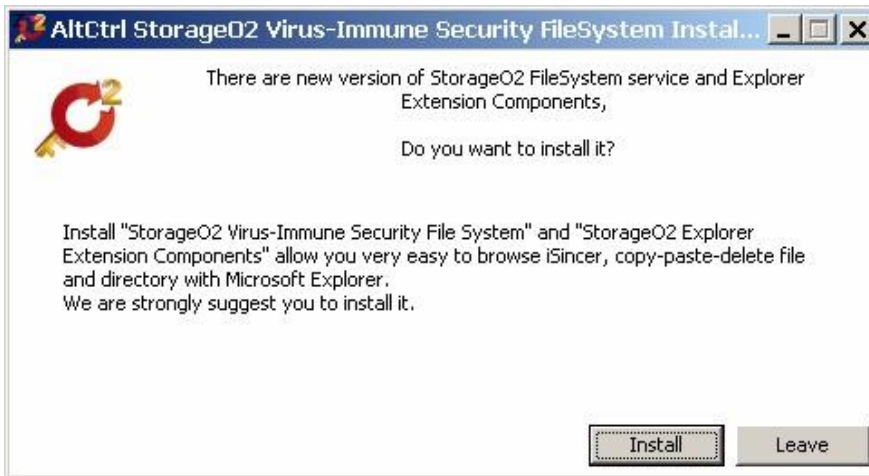 AltCtrl StorageO2 Virus-Immune Security FileSystem Instal...
There are new version of StorageO2 FileSystem service and Explorer
Extension Components,
Do you want to install it?
Install "StorageO2 Virus-Immune Security File System" and "StorageO2 Explorer
Extension Components" allow you very easy to browse iSincer, copy-paste-delete file
and directory with Microsoft Explorer.
We are strongly suggest you to install it.
Install Leave